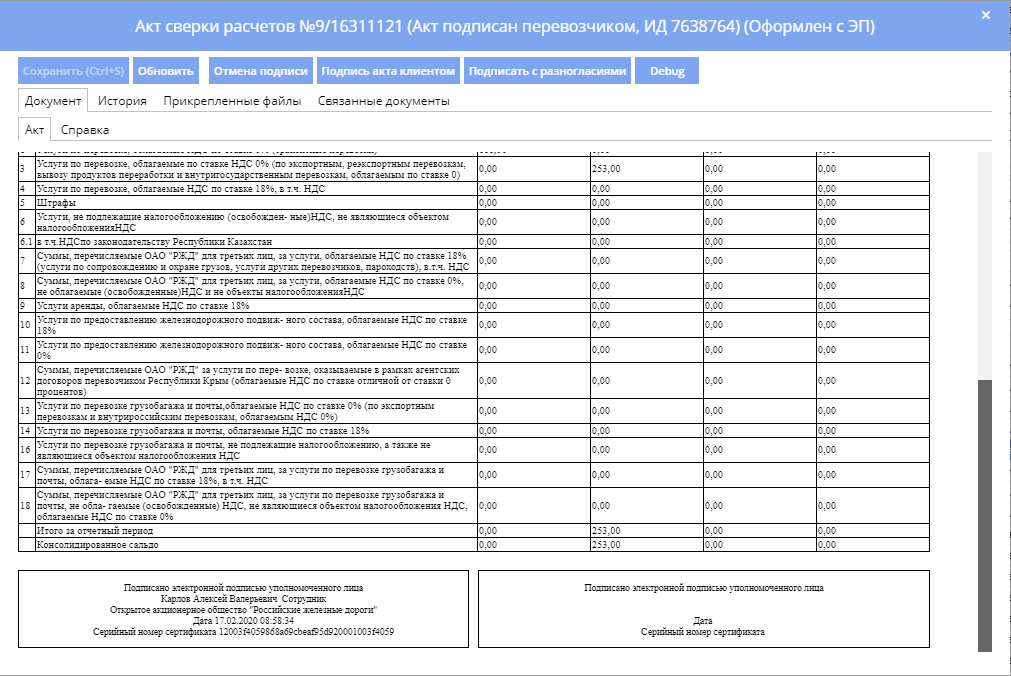 Акт сверки расчетов №9/16311121 (Акт подписан перевозчиком, ИД 7638764) (Оформлен с ЭП)
×
Сохранить (Ctrl+S) Обновить Отмена подписи Подпись акта клиентом Подписать с разногласиями Debug
Документ История Прикрепленные файлы Связанные документы
Акт Справка
3 Услуги по перевозке, облагаемые по ставке НДС 0% (по экспортным, реэкспортным перевозкам, 0,00 253,00 0,00 0,00
вывозу продуктов переработки и внутригосударственным перевозкам, облагаемым по ставке 0)
4 Услуги по перевозке, облагаемые НДС по ставке 18%, в т.ч. НДС 0,00 0,00 0,00 0,00
5 Штрафы 0,00 0,00 0,00 0,00
6 Услуги, не подлежащие налогообложению (освобожден- ные)НДС, не являющиеся объектом 0,00 0,00 0,00 0,00
налогообложенияНДС
6.1 в т.ч.НДСпо законодательству Республики Казахстан 0,00 0,00 0,00 0,00
7 Суммы, перечисляемые ОАО "РЖД" для третьих лиц, за услуги, облагаемые НДС по ставке 18% 0,00 0,00 0,00 0,00
(услуги по сопровождению и охране грузов, услуги других перевозчиков, пароходств), в.т.ч. НДС
8 Суммы, перечисляемые ОАО "РЖД" для третьих лиц, за услуги, облагаемые НДС по ставке 0%, 0,00 0,00 0,00 0,00
не облагаемые (освобожденные)НДС и не объекты налогообложенияНДС
9 Услуги аренды, облагаемые НДС по ставке 18% 0,00 0,00 0,00 0,00
10 Услуги по предоставлению железнодорожного подвиж- ного состава, облагаемые НДС по ставке 0,00 0,00 0,00 0,00
18%
11 Услуги по предоставлению железнодорожного подвиж- ного состава, облагаемые НДС по ставке 0,00 0,00 0,00 0,00
0%
12 Суммы, перечисляемые ОАО "РЖД" за услуги по пере- возке, оказываемые в рамках агентских 0,00 0,00 0,00 0,00
договоров перевозчиком Республики Крым (облагаемые НДС по ставке отличной от ставки 0
процентов)
13 Услуги по перевозке грузобагажа и почты,облагаемые НДС по ставке 0% (по экспортным 0,00 0,00 0,00 0,00
перевозкам и внутрироссийским перевозкам, облагаемым НДС 0%)
14 Услуги по перевозке грузобагажа и почты, облагаемые НДС по ставке 18% 0,00 0,00 0,00 0,00
16 Услуги по перевозке грузобагажа и почты, не подлежащие налогообложению, а также не 0,00 0,00 0,00 0,00
являющиеся объектом налогообложения НДС
17 Суммы, перечисляемые ОАО "РЖД" для третьих лиц, за услуги по перевозке грузобагажа и 0,00 0,00 0,00 0,00
почты, облага- емые НДС по ставке 18%, в т.ч. НДС
18 Суммы, перечисляемые ОАО "РЖД" для третьих лиц, за услуги по перевозке грузобагажа и 0,00 0,00 0,00 0,00
почты, не обла- гаемые (освобожденные) НДС, не являющиеся объектом налогообложения НДС,
облагаемые НДС по ставке 0%
Итого за отчетный период 0,00 253,00 0,00 0,00
Консолидированное сальдо 0,00 253,00 0,00 0,00
Подписано электронной подписью уполномоченного лица
Карлов Алексей Валерьевич Сотрудник
Открытое акционерное общество "Российские железные дороги"
Дата 17.02.2020 08:58:34
Серийный номер сертификата 12003f4059868a69cbeaf95d920001003f4059
Подписано электронной подписью уполномоченного лица
Дата
Серийный номер сертификата